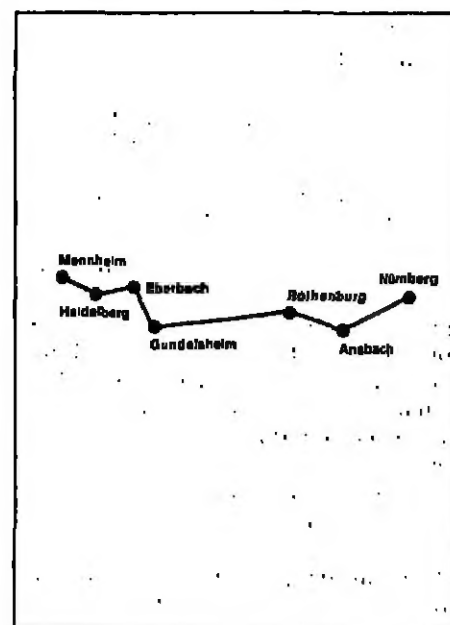 Mannheim
Heidelberg
Eberbach
Gundelsheim
Rothenburg
Ansbach
Nürnberg